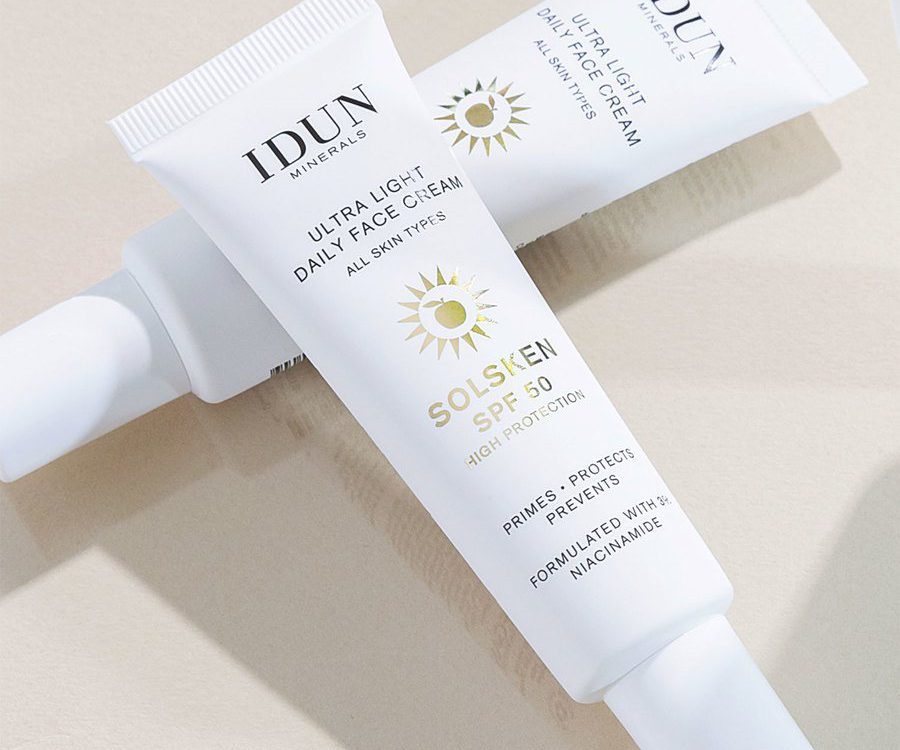 IDUN
MINERALS
ULTRA LIGHT
DAILY FACE CREAM
ALL SKIN TYPES
SOLSKEN
SPF 50
HIGH PROTECTION
PRIMES • PROTECTS
PREVENTS
FORMULATED WITH
NIACINAMIDE
IDUN
MINERALS
ULTRA LIGHT
DAILY FACE CREAM
ALL SKIN TYPES